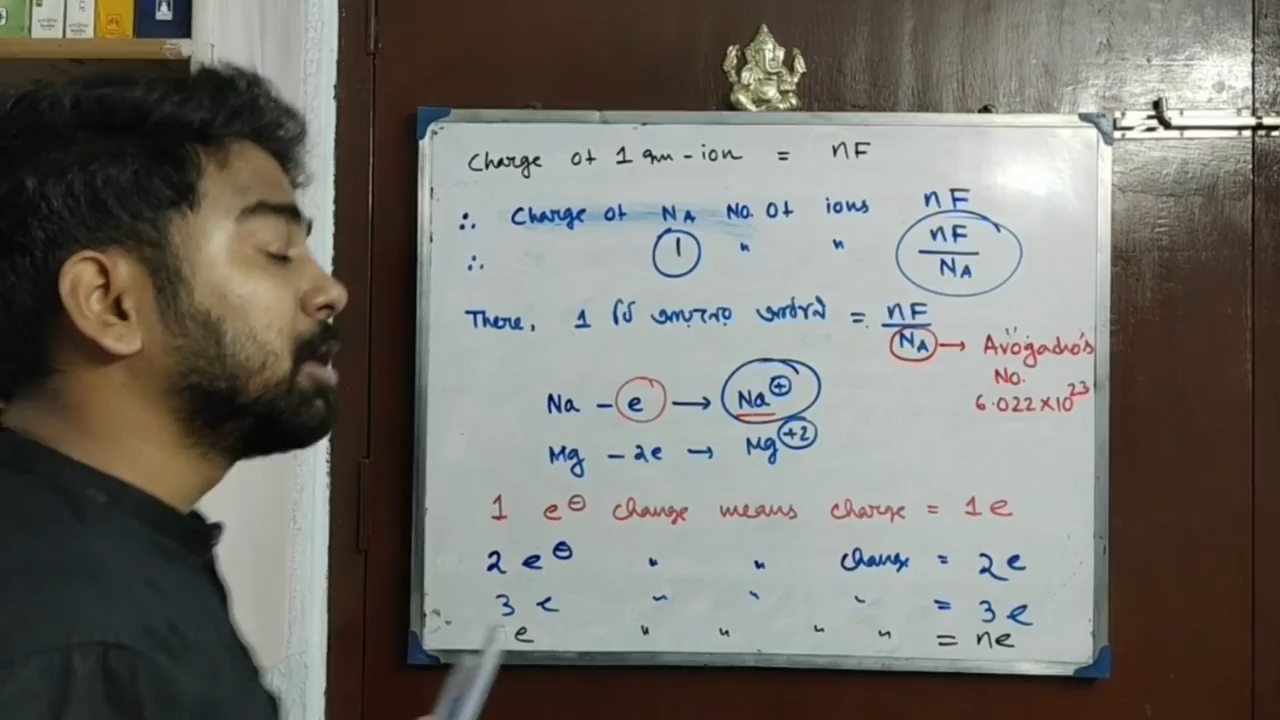 Charge of 1 gm-ion = nF
∴ Charge of NA No. of ions nF
∴ 1 " " nF/NA
There, 1 টি আয়নের আধান = nF/NA → Avogadro's
No.
6.022×10^23
Na – e → Na⊕
Mg – 2e → Mg+2
1 e⊖ change means charge = 1e
2 e⊖ " " change = 2e
3 e " " " = 3e
e " " " " = ne